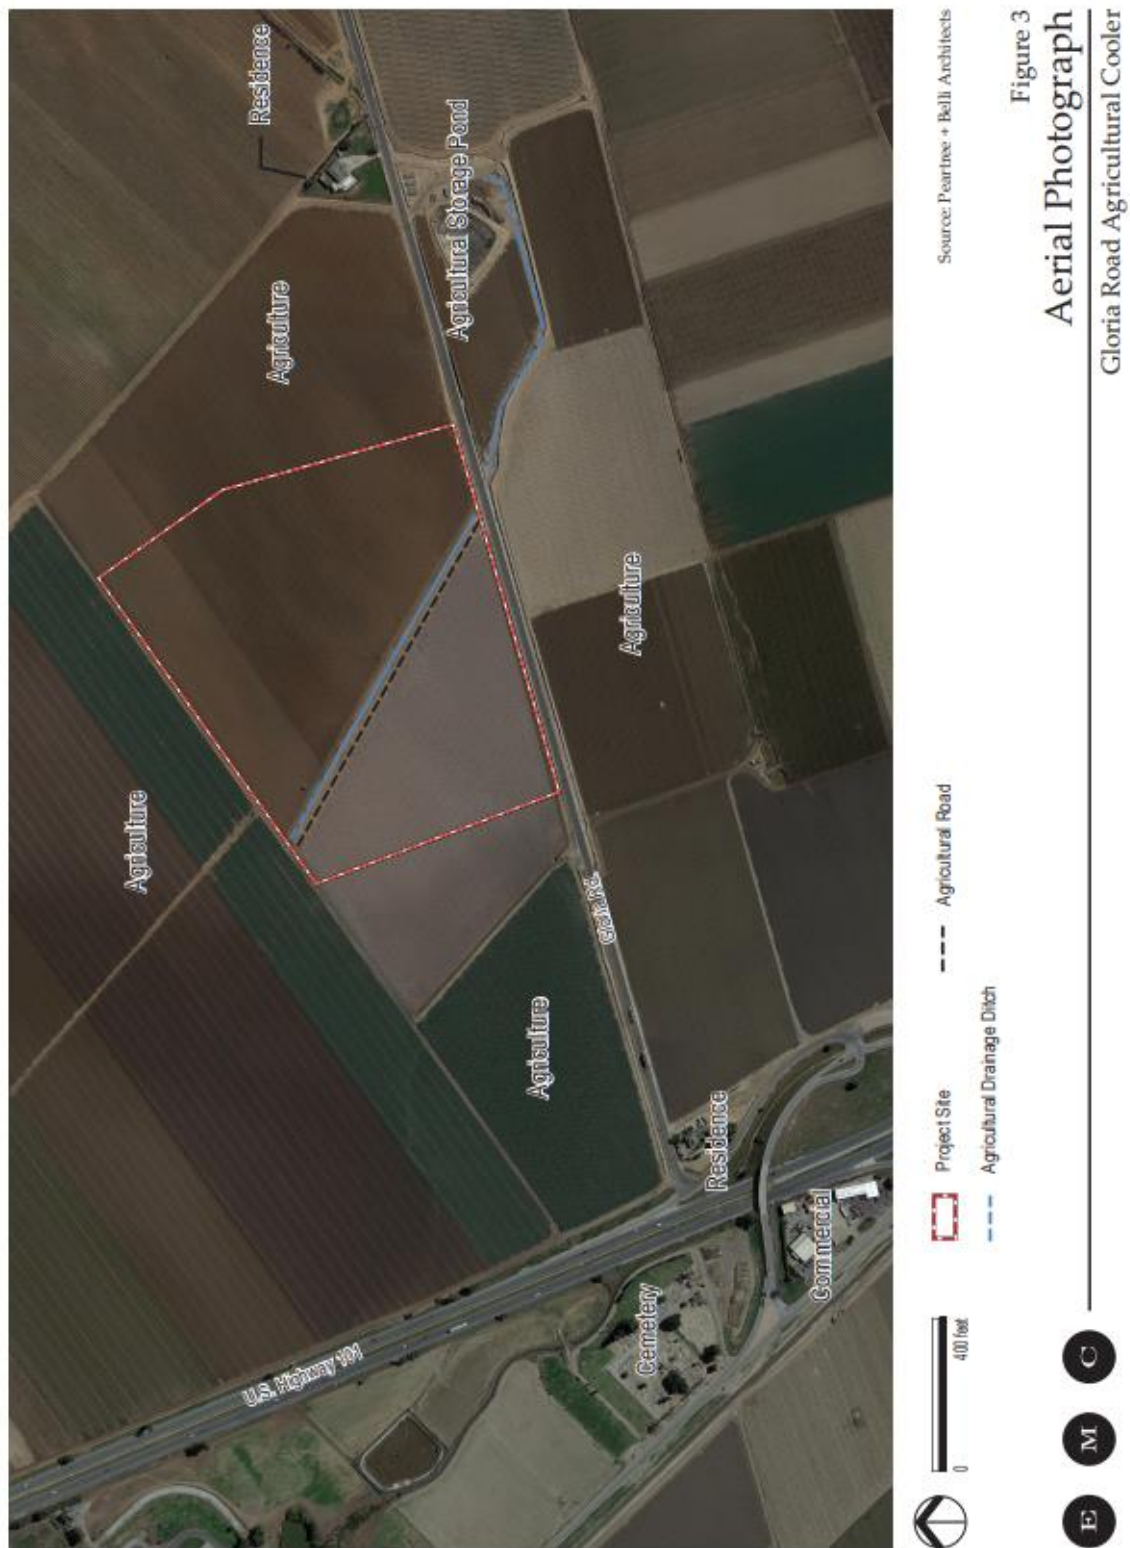 Residence
Agriculture
Agricultural Storage Pond
Agriculture
Agriculture
Agriculture
Gloria Rd.
Residence
U.S. Highway 101
Cemetery
Commercial
0
400 feet
Project Site
Agricultural Road
Agricultural Drainage Ditch
Source: Peartree + Belli Architects
Figure 3
Aerial Photograph
Gloria Road Agricultural Cooler
E M C